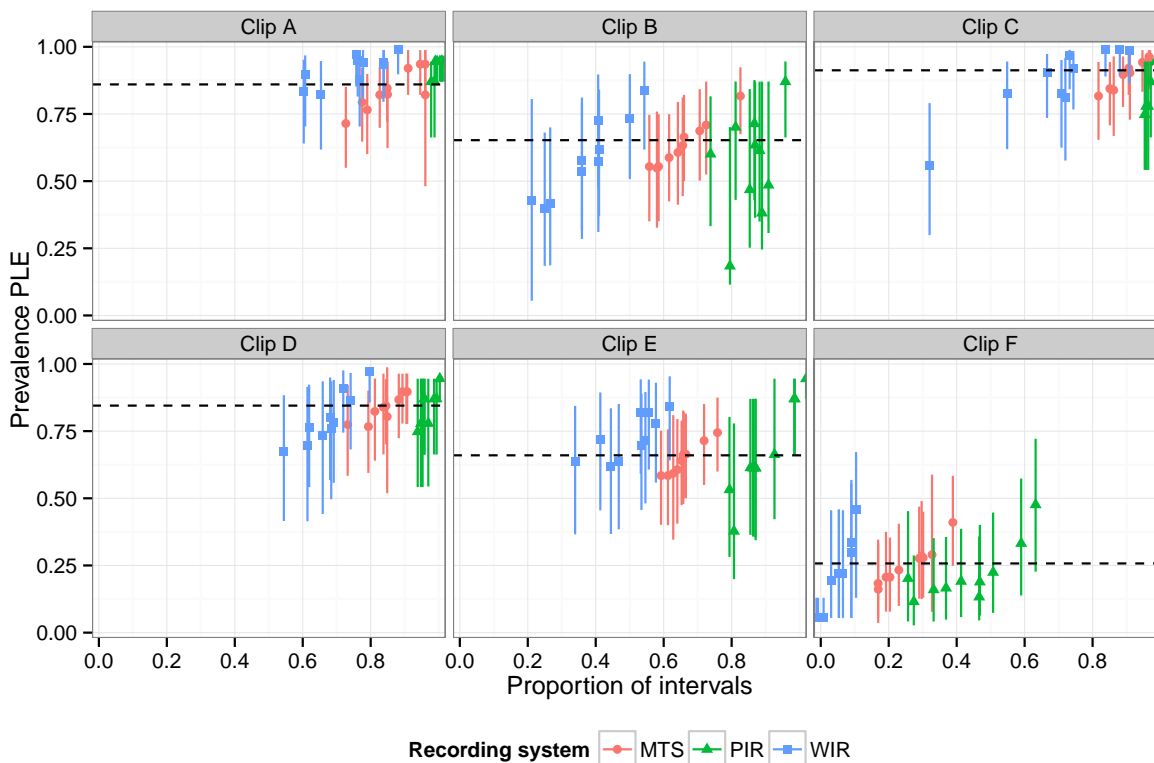 Clip A Clip B Clip C
1.00
0.75
0.50
0.25
0.00
Clip D Clip E Clip F
1.00
0.75
0.50
0.25
0.00
Prevalence PLE
0.0 0.2 0.4 0.6 0.8 0.0 0.2 0.4 0.6 0.8 0.0 0.2 0.4 0.6 0.8
Proportion of intervals
Recording system MTS PIR WIR